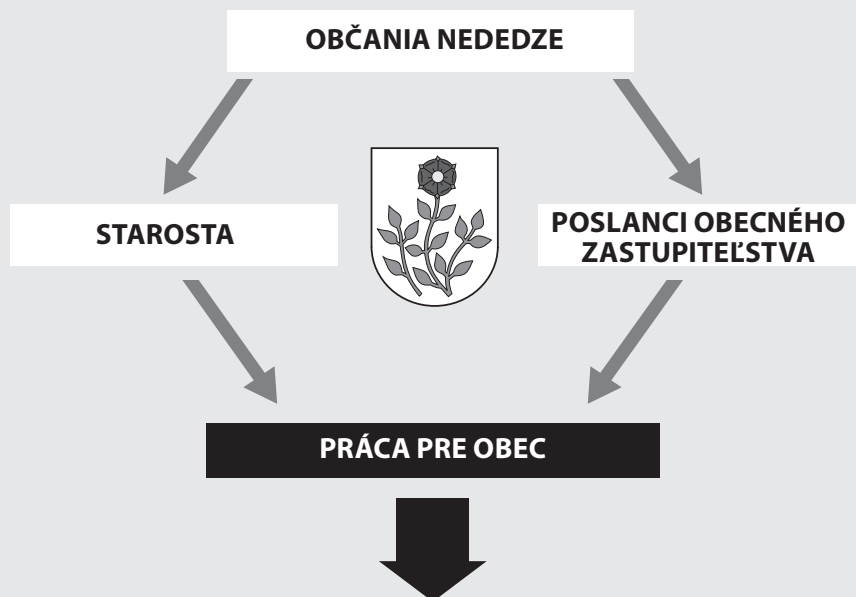 OBČANIA NEDEDZE
STAROSTA
POSLANCI OBECNÉHO
ZASTUPITEĽSTVA
PRÁCA PRE OBEC